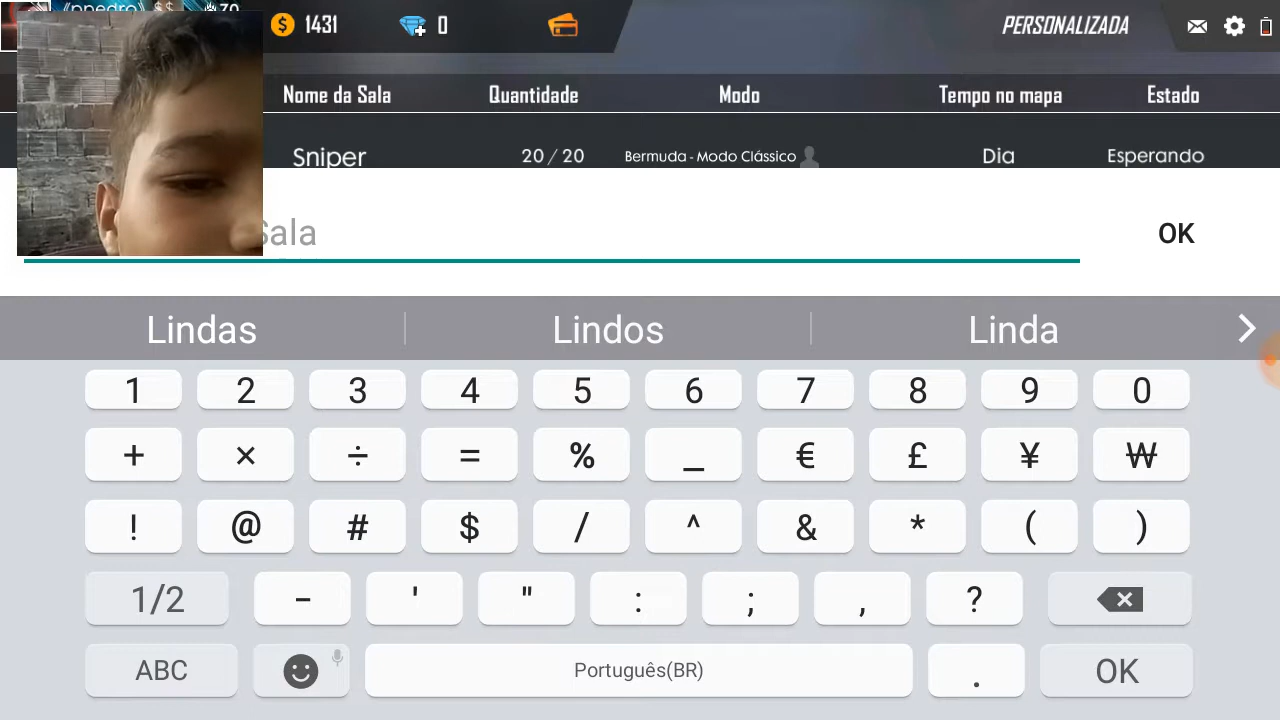 $$ 70
1431 0 PERSONALIZADA
Nome da Sala Quantidade Modo Tempo no mapa Estado
Sniper 20/20 Bermuda - Modo Clássico Dia Esperando
Sala OK
Lindas Lindos Linda
1 2 3 4 5 6 7 8 9 0
+ × ÷ = % _ € £ ¥ ₩
! @ # $ / ^ & * ( )
1/2 - ' " : ; , ?
ABC Português(BR) . OK